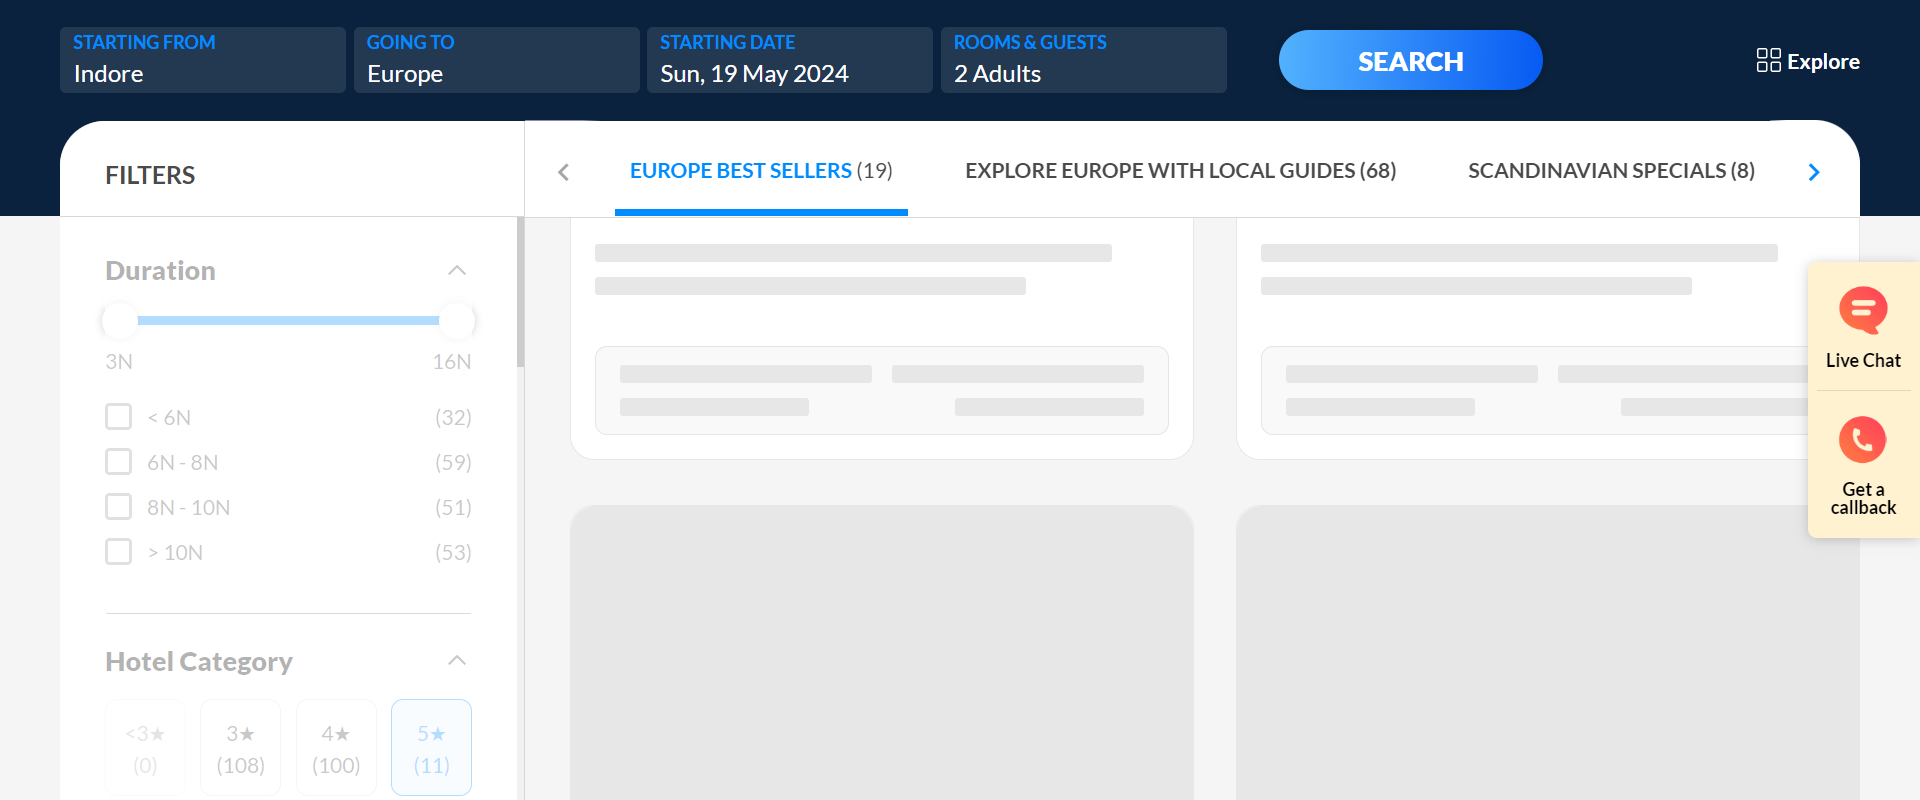 STARTING FROM
Indore
GOING TO
Europe
STARTING DATE
Sun, 19 May 2024
ROOMS & GUESTS
2 Adults
SEARCH
Explore
FILTERS
EUROPE BEST SELLERS (19)
EXPLORE EUROPE WITH LOCAL GUIDES (68)
SCANDINAVIAN SPECIALS (8)
Duration
3N
16N
< 6N (32)
6N - 8N (59)
8N - 10N (51)
> 10N (53)
Hotel Category
<3★
(0)
3★
(108)
4★
(100)
5★
(11)
Live Chat
Get a
callback